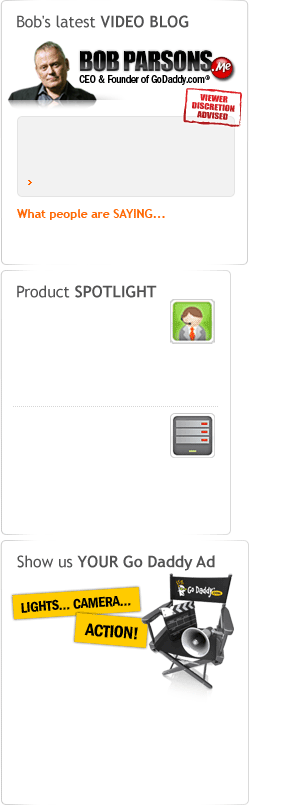 Bob's latest VIDEO BLOG
BOB PARSONS.Me
CEO & Founder of GoDaddy.com®
VIEWER
DISCRETION
ADVISED
>
What people are SAYING...
Product SPOTLIGHT
Show us YOUR Go Daddy Ad
Go Daddy.com
LIGHTS... CAMERA...
ACTION!